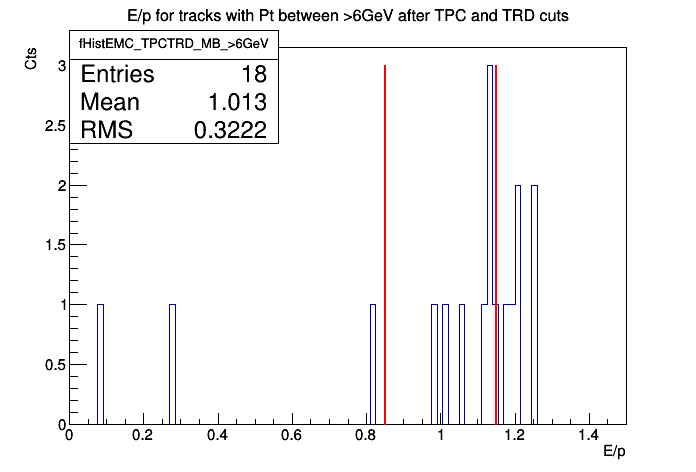 E/p for tracks with Pt between >6GeV after TPC and TRD cuts
fHistEMC_TPCTRD_MB_>6GeV
Entries 18
Mean 1.013
RMS 0.3222
Cts
3
2.5
2
1.5
1
0.5
0
0 0.2 0.4 0.6 0.8 1 1.2 1.4
E/p